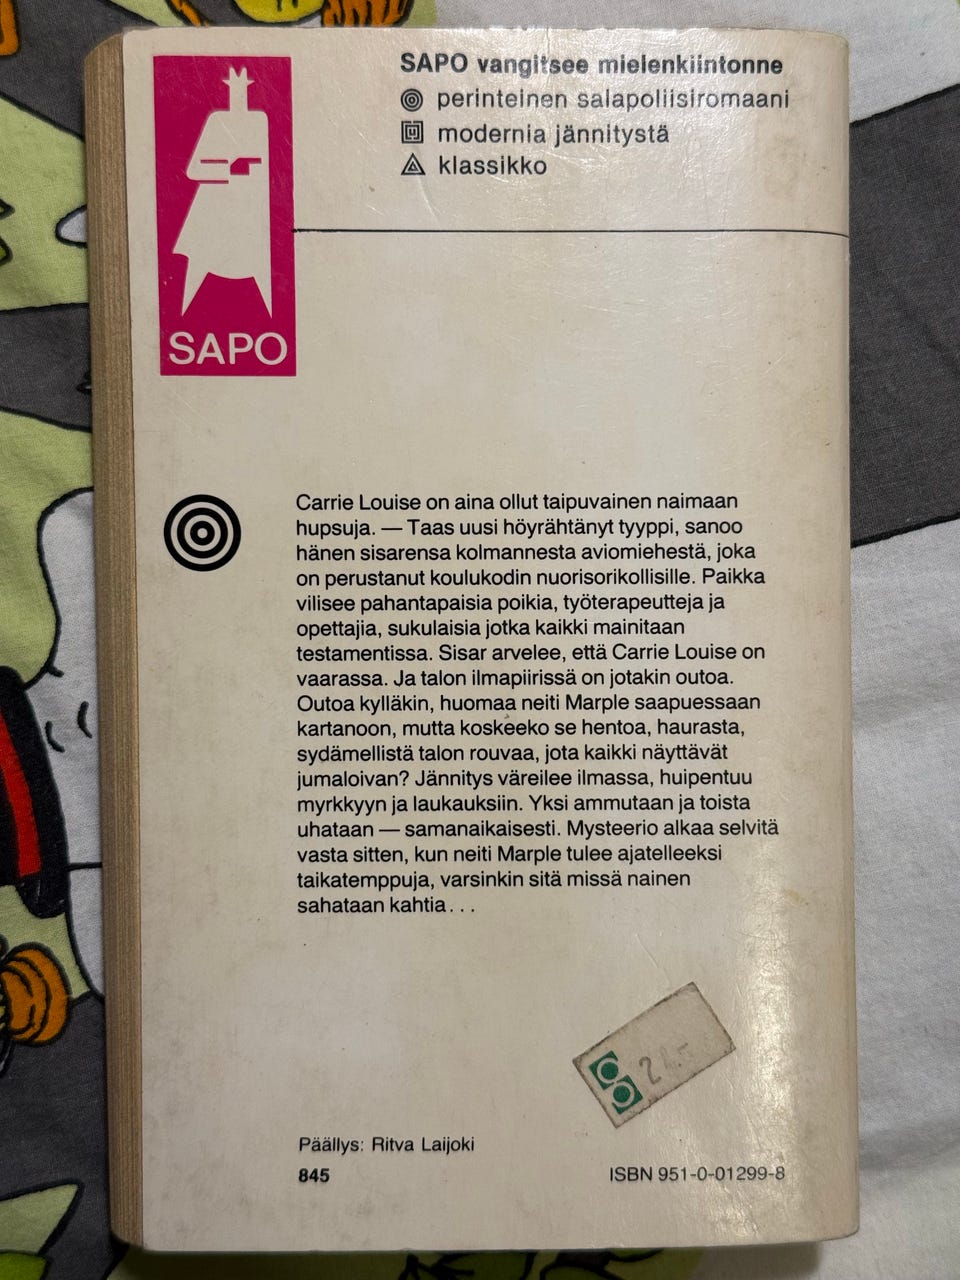 SAPO vangitsee mielenkiintonne
perinteinen salapoliisiromaani
modernia jännitystä
klassikko
SAPO
Carrie Louise on aina ollut taipuvainen naimaan
hupsuja. — Taas uusi höyrähtänyt tyyppi, sanoo
hänen sisarensa kolmannesta aviomiehestä, joka
on perustanut koulukodin nuorisorikollisille. Paikka
vilisee pahantapaisia poikia, työterapeutteja ja
opettajia, sukulaisia jotka kaikki mainitaan
testamentissa. Sisar arvelee, että Carrie Louise on
vaarassa. Ja talon ilmapiirissä on jotakin outoa.
Outoa kylläkin, huomaa neiti Marple saapuessaan
kartanoon, mutta koskeeko se hentoa, haurasta,
sydämellistä talon rouvaa, jota kaikki näyttävät
jumaloivan? Jännitys väreilee ilmassa, huipentuu
myrkkyyn ja laukauksiin. Yksi ammutaan ja toista
uhataan — samanaikaisesti. Mysteerio alkaa selvitä
vasta sitten, kun neiti Marple tulee ajatelleeksi
taikatemppuja, varsinkin sitä missä nainen
sahataan kahtia...
Päällys: Ritva Laijoki
845
ISBN 951-0-01299-8